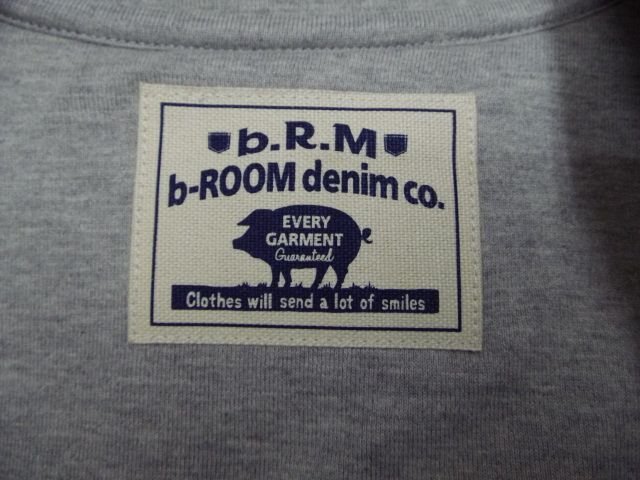 b.R.M
b-ROOM denim co.
EVERY
GARMENT
Guaranteed
Clothes will send a lot of smiles